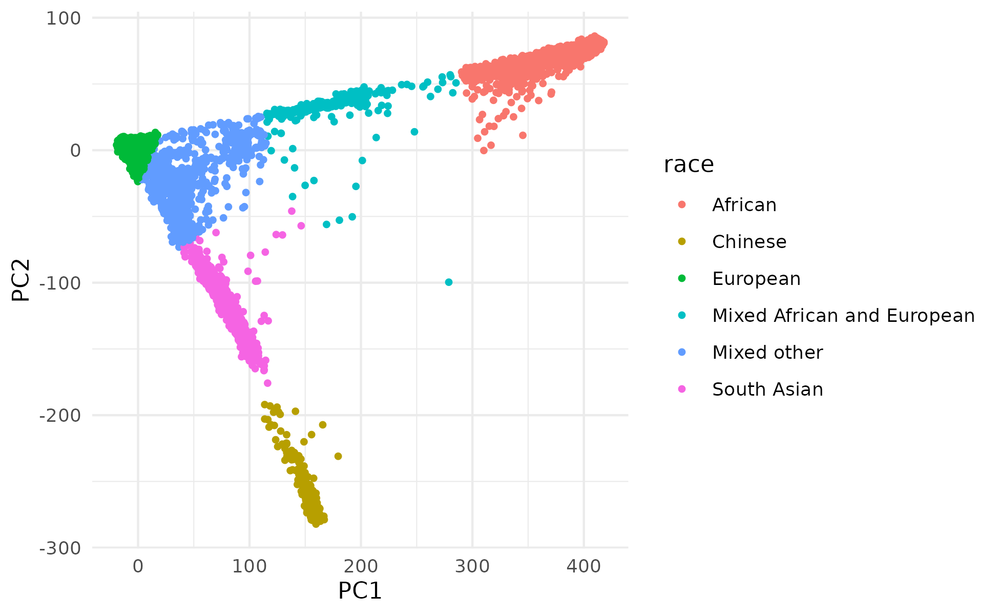 100
0
-100
-200
-300
PC2
0 100 200 300 400
PC1
race
African
Chinese
European
Mixed African and European
Mixed other
South Asian